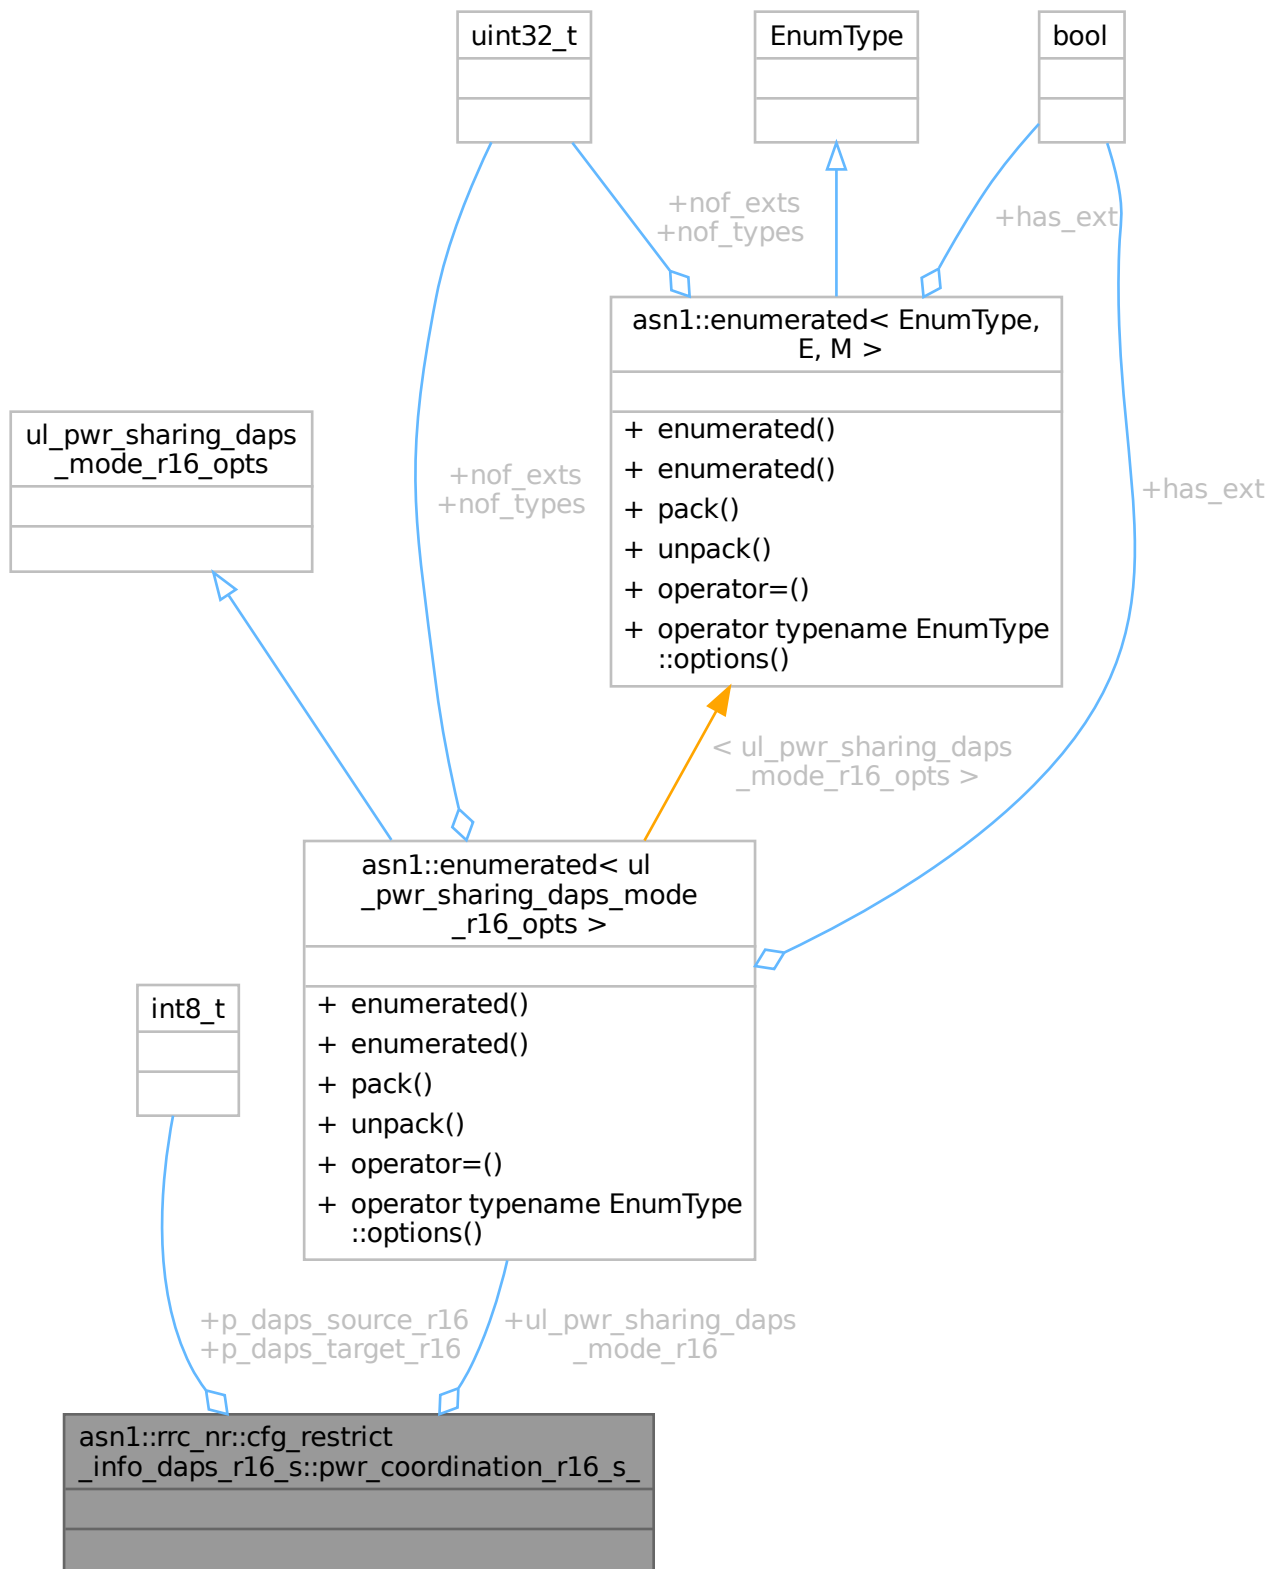 uint32_t
EnumType
bool
+nof_exts
+nof_types
+has_ext
asn1::enumerated< EnumType,
E, M >
+ enumerated()
+ enumerated()
+ pack()
+ unpack()
+ operator=()
+ operator typename EnumType
::options()
ul_pwr_sharing_daps
_mode_r16_opts
+nof_exts
+nof_types
+has_ext
< ul_pwr_sharing_daps
_mode_r16_opts >
asn1::enumerated< ul
_pwr_sharing_daps_mode
_r16_opts >
+ enumerated()
+ enumerated()
+ pack()
+ unpack()
+ operator=()
+ operator typename EnumType
::options()
int8_t
+p_daps_source_r16
+p_daps_target_r16
+ul_pwr_sharing_daps
_mode_r16
asn1::rrc_nr::cfg_restrict
_info_daps_r16_s::pwr_coordination_r16_s_